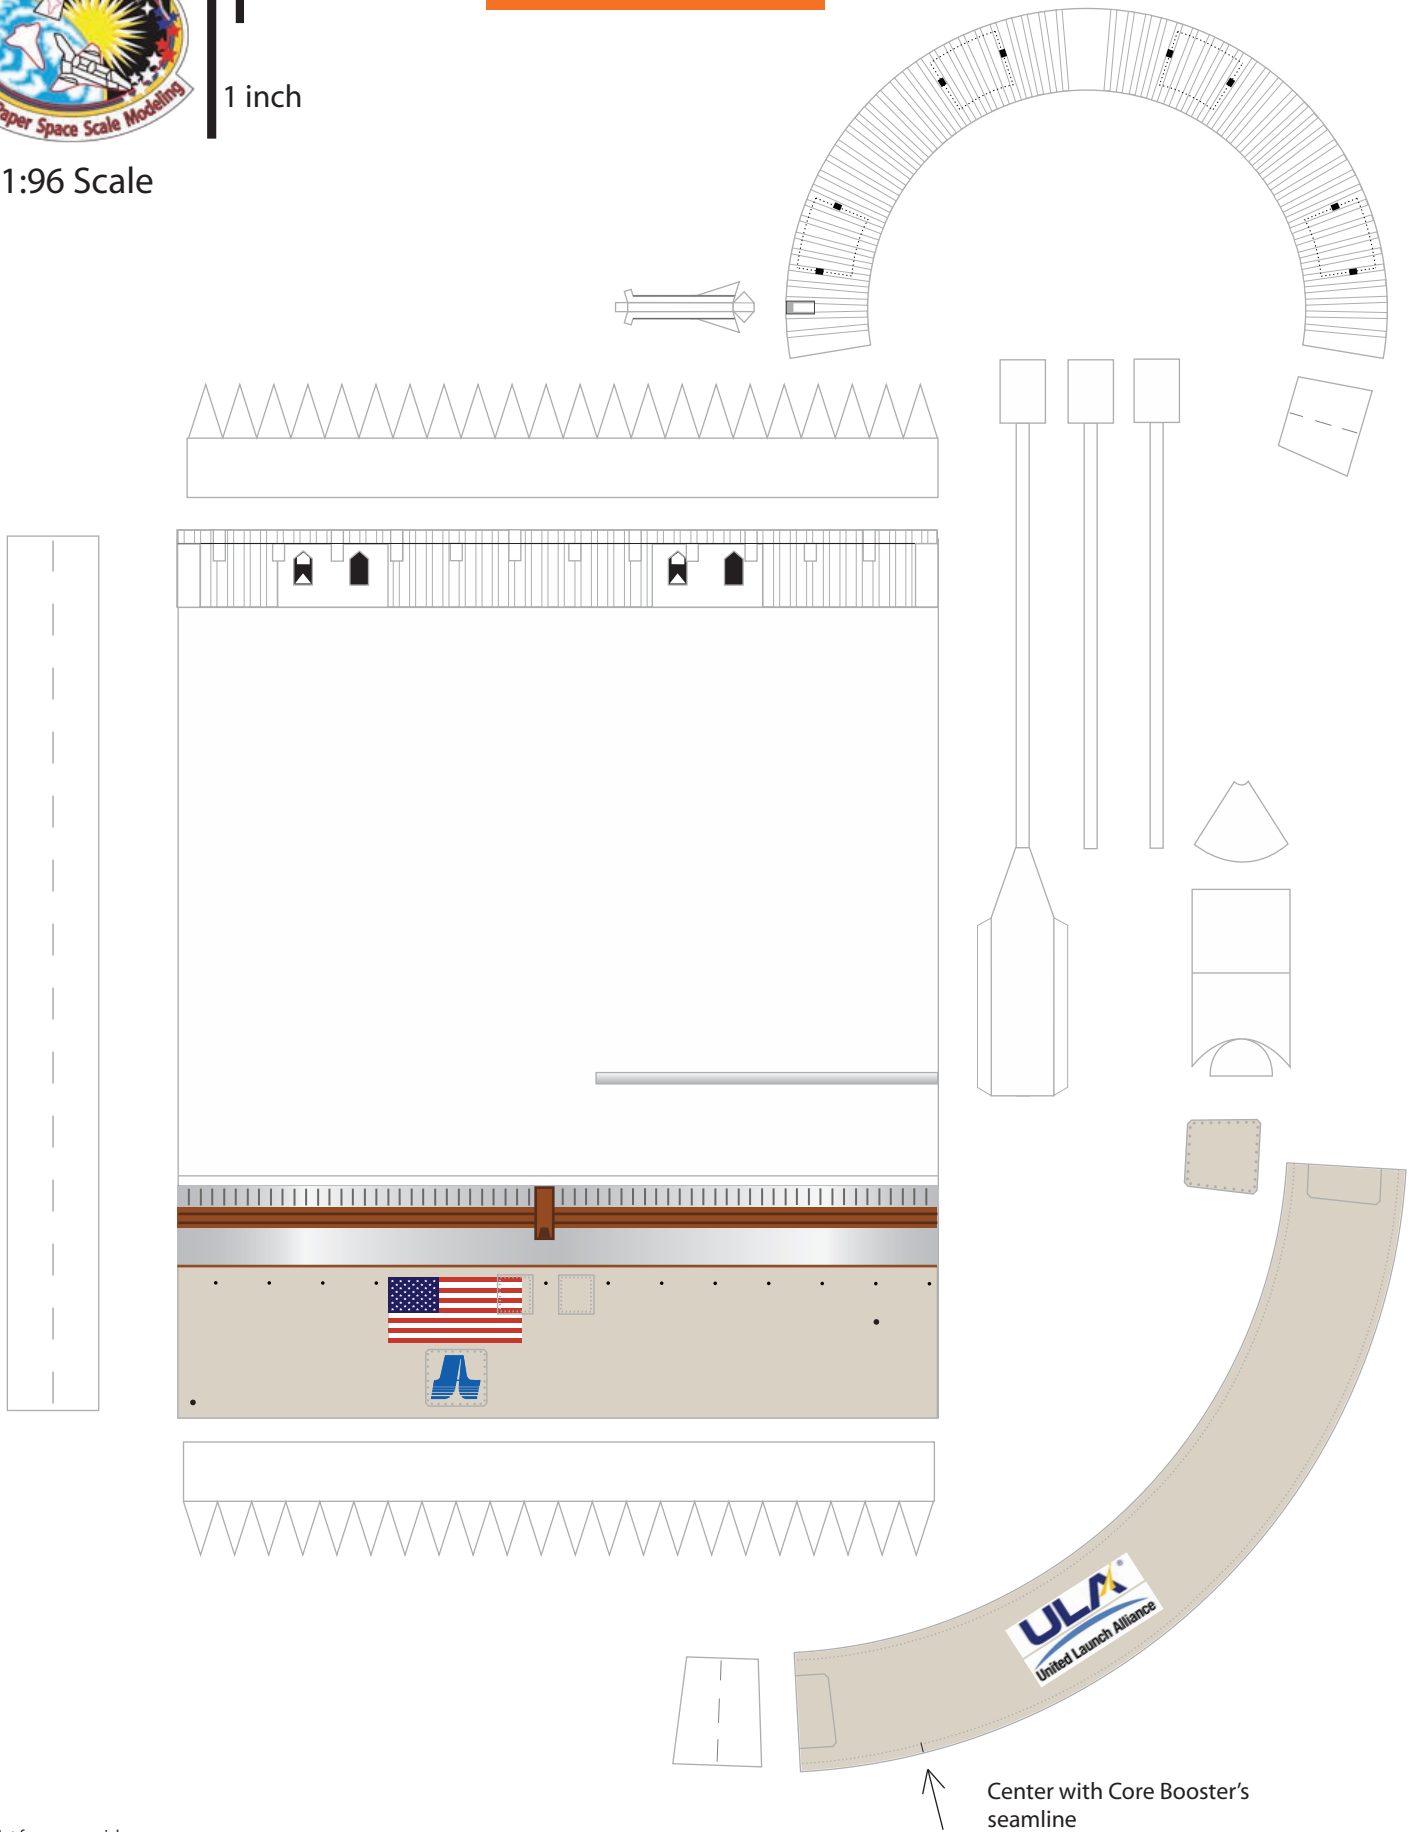 Paper Space Scale Modeling
1 inch
1:96 Scale
ULA®
United Launch Alliance
Center with Core Booster's
seamline